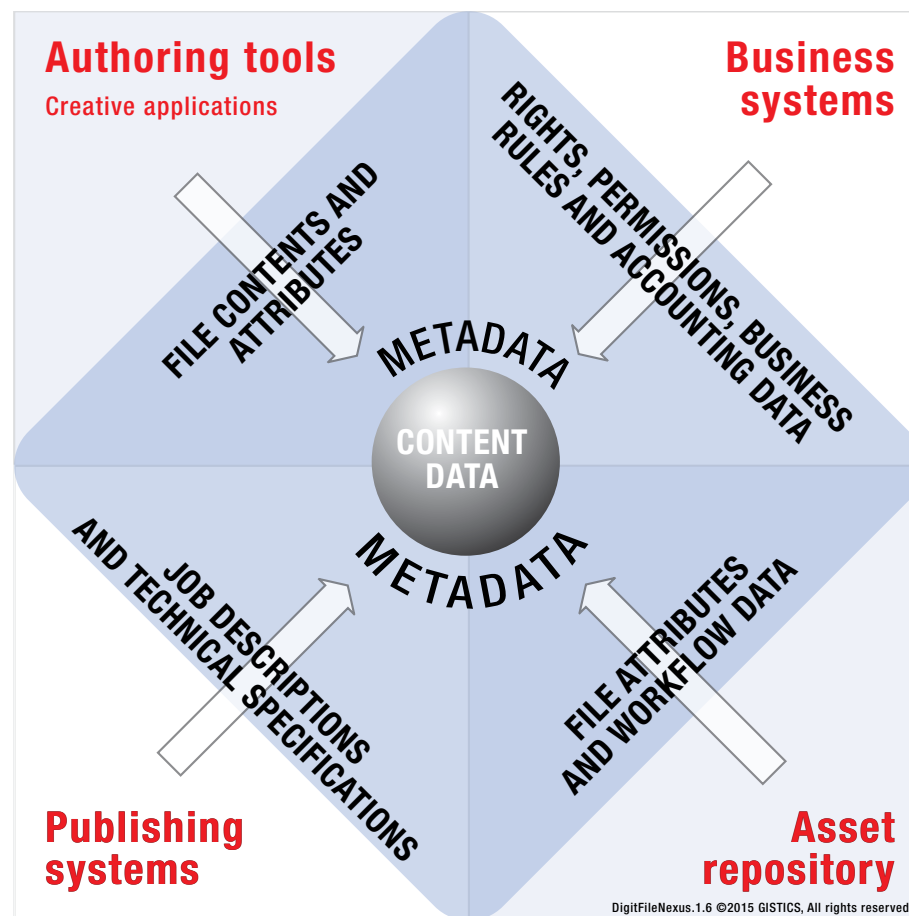 Authoring tools
Creative applications
Business
systems
FILE CONTENTS AND
ATTRIBUTES
RIGHTS, PERMISSIONS, BUSINESS
RULES AND ACCOUNTING DATA
METADATA
CONTENT
DATA
METADATA
JOB DESCRIPTIONS
AND TECHNICAL SPECIFICATIONS
FILE ATTRIBUTES
AND WORKFLOW DATA
Publishing
systems
Asset
repository
DigitFileNexus.1.6 ©2015 GISTICS, All rights reserved